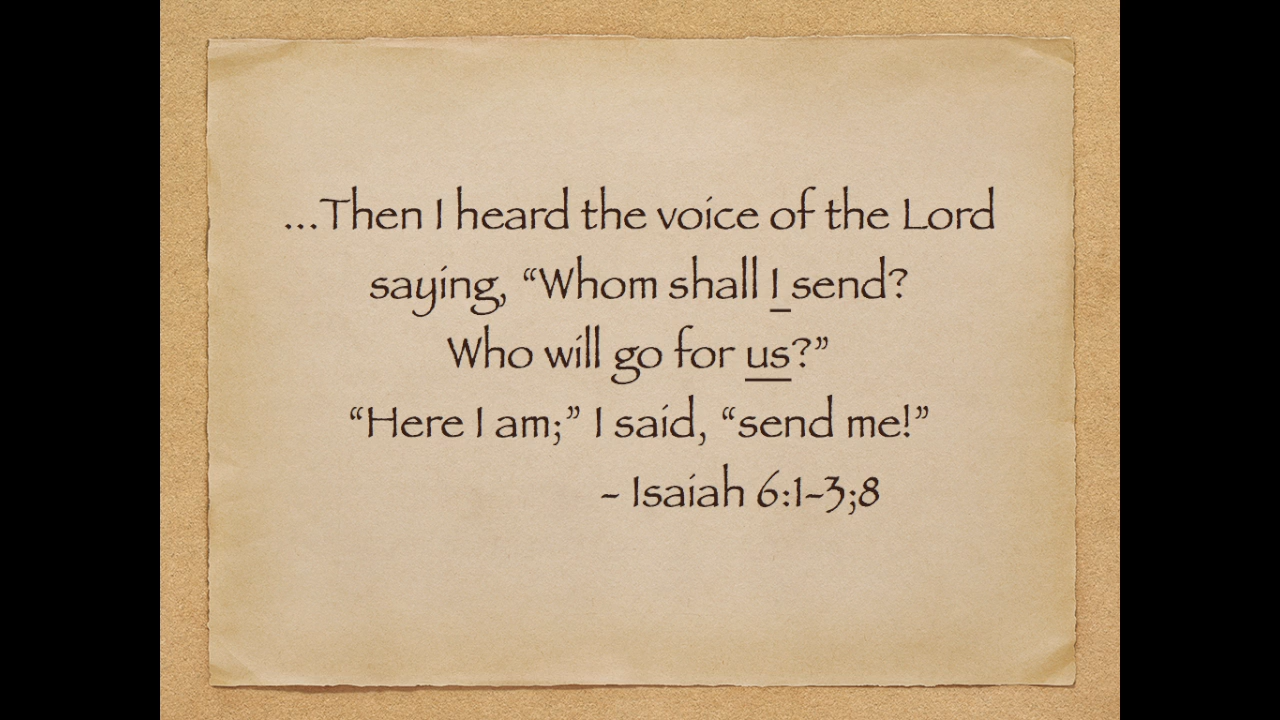 ...Then I heard the voice of the Lord
saying, “Whom shall I send?
Who will go for us?”
“Here I am;” I said, “send me!”
- Isaiah 6:1-3;8